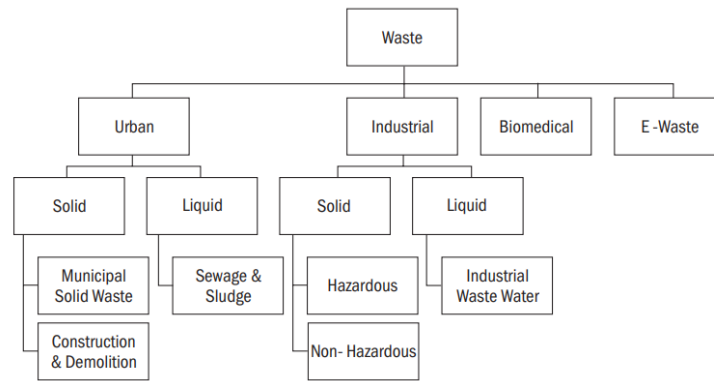 Waste
Urban
Industrial
Biomedical
E -Waste
Solid
Liquid
Solid
Liquid
Municipal
Solid Waste
Sewage &
Sludge
Hazardous
Industrial
Waste Water
Construction
& Demolition
Non- Hazardous